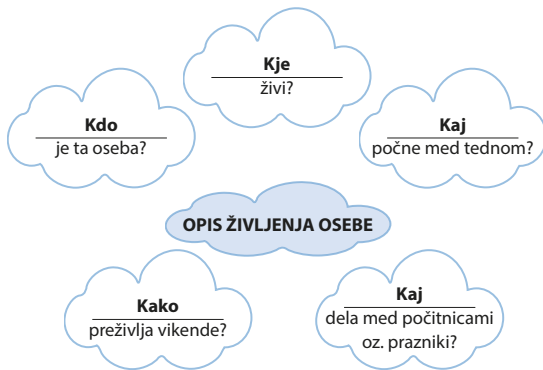 Kje
živi?
Kdo
je ta oseba?
Kaj
počne med tednom?
OPIS ŽIVLJENJA OSEBE
Kako
preživlja vikende?
Kaj
dela med počitnicami
oz. prazniki?